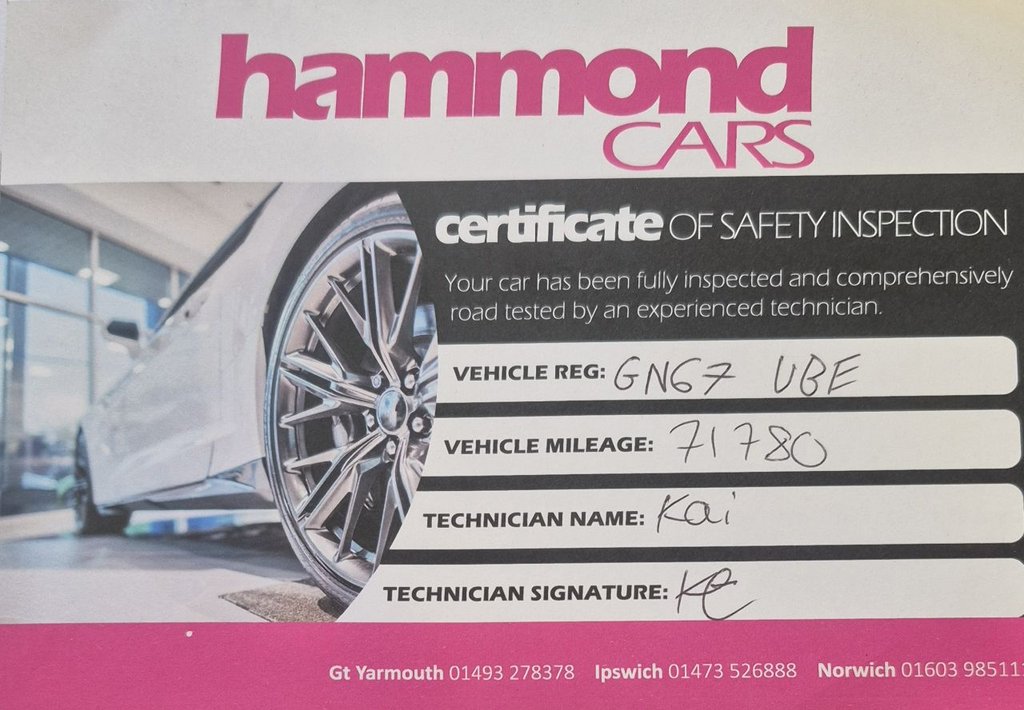 hammond
CARS
certificate OF SAFETY INSPECTION
Your car has been fully inspected and comprehensively
road tested by an experienced technician.
VEHICLE REG: GN67 UBE
VEHICLE MILEAGE: 71780
TECHNICIAN NAME: Kai
TECHNICIAN SIGNATURE:
Gt Yarmouth 01493 278378 Ipswich 01473 526888 Norwich 01603 98511